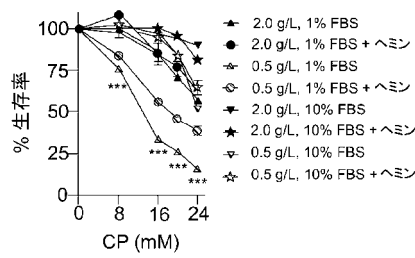 % 生存率
100
75
50
25
0
0 8 16 24
CP (mM)
***
***
***
***
2.0 g/L, 1% FBS
2.0 g/L, 1% FBS + ヘミン
0.5 g/L, 1% FBS
0.5 g/L, 1% FBS + ヘミン
2.0 g/L, 10% FBS
2.0 g/L, 10% FBS + ヘミン
0.5 g/L, 10% FBS
0.5 g/L, 10% FBS + ヘミン